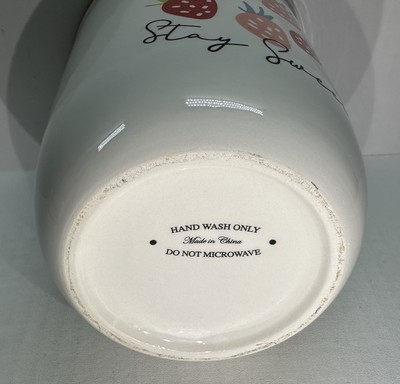 Stay
HAND WASH ONLY
Made in China
DO NOT MICROWAVE